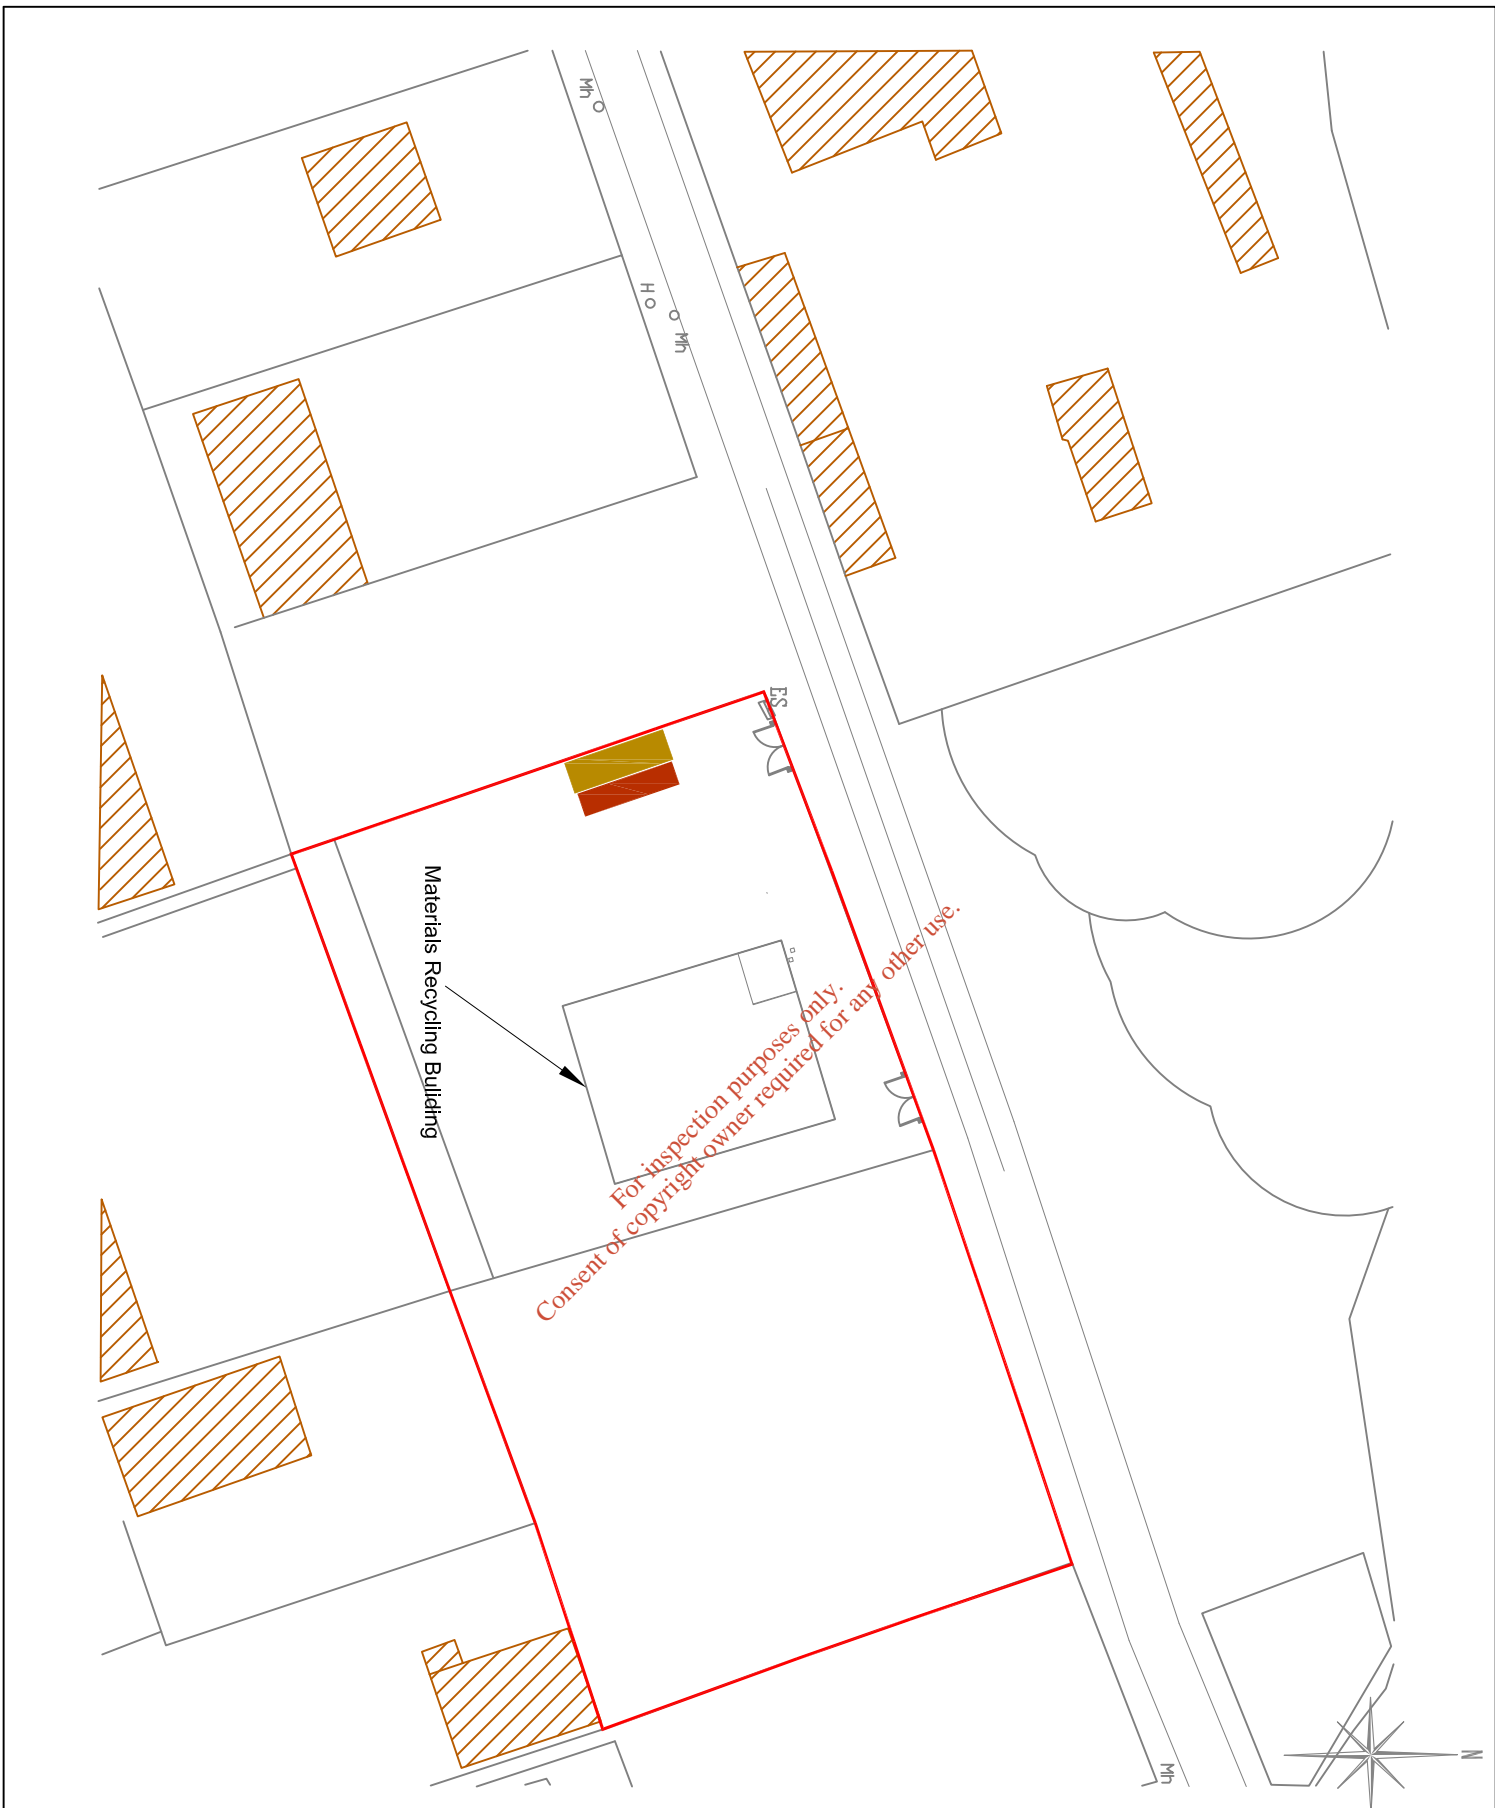 Mh
H
Mh
ES
Materials Recycling Buliding
For inspection purposes only.
Consent of copyright owner required for any other use.
Mh
N